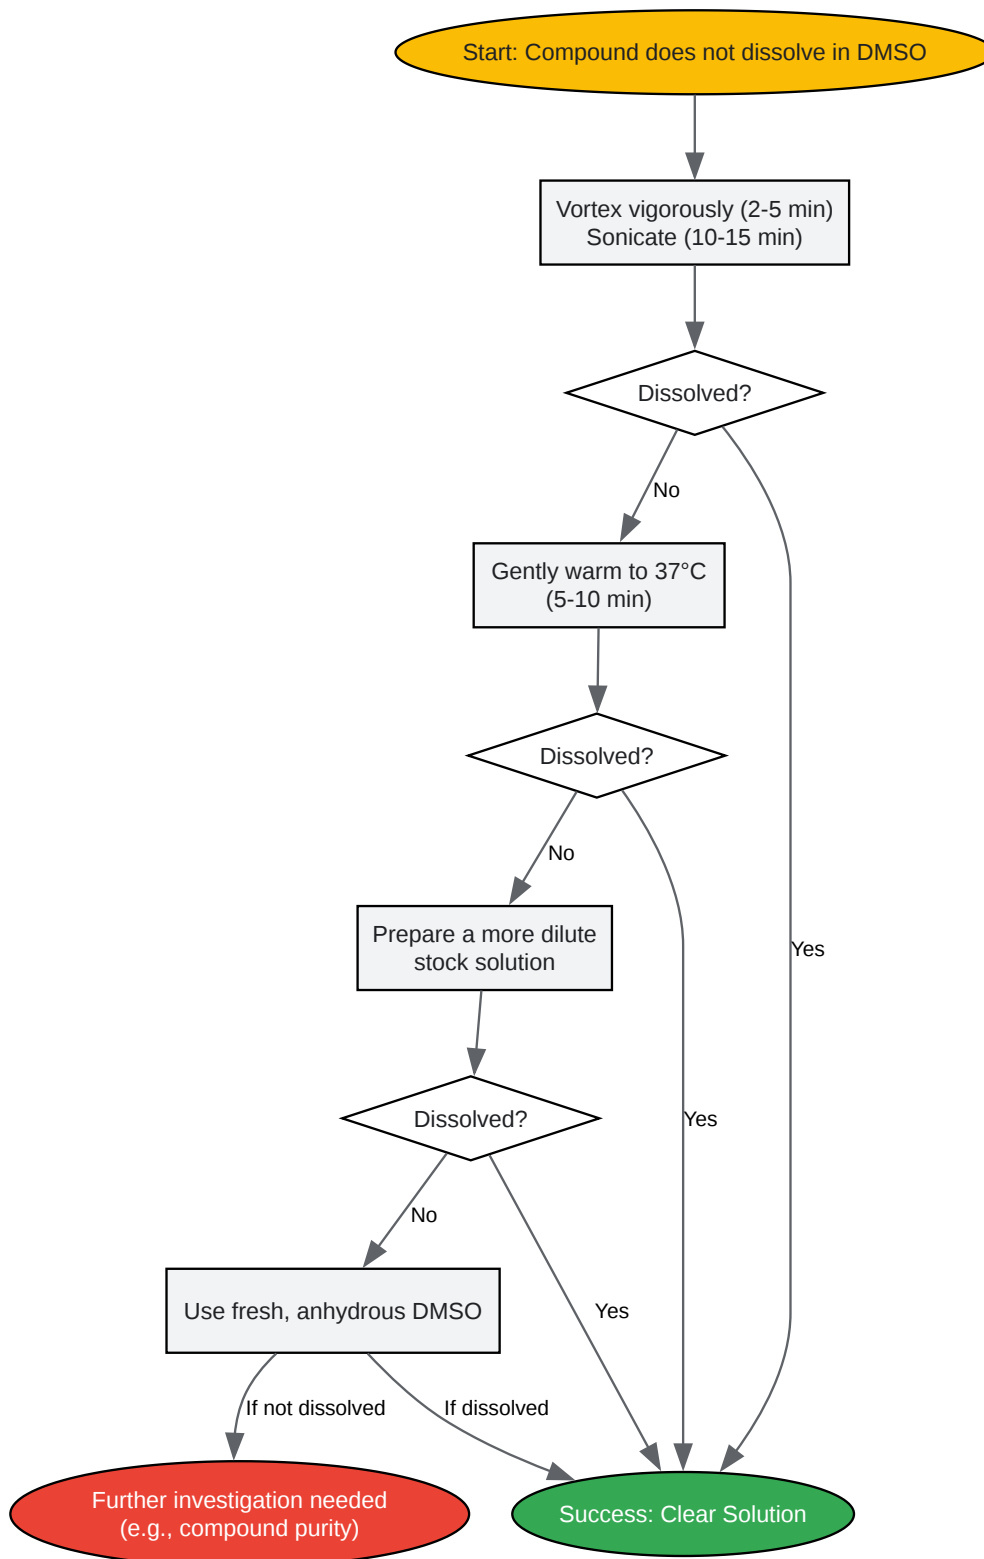 Start: Compound does not dissolve in DMSO
Vortex vigorously (2-5 min)
Sonicate (10-15 min)
Dissolved?
No
Gently warm to 37°C
(5-10 min)
Dissolved?
No
Prepare a more dilute
stock solution
Yes
Dissolved?
Yes
No
Use fresh, anhydrous DMSO
Yes
If not dissolved
If dissolved
Further investigation needed
(e.g., compound purity)
Success: Clear Solution